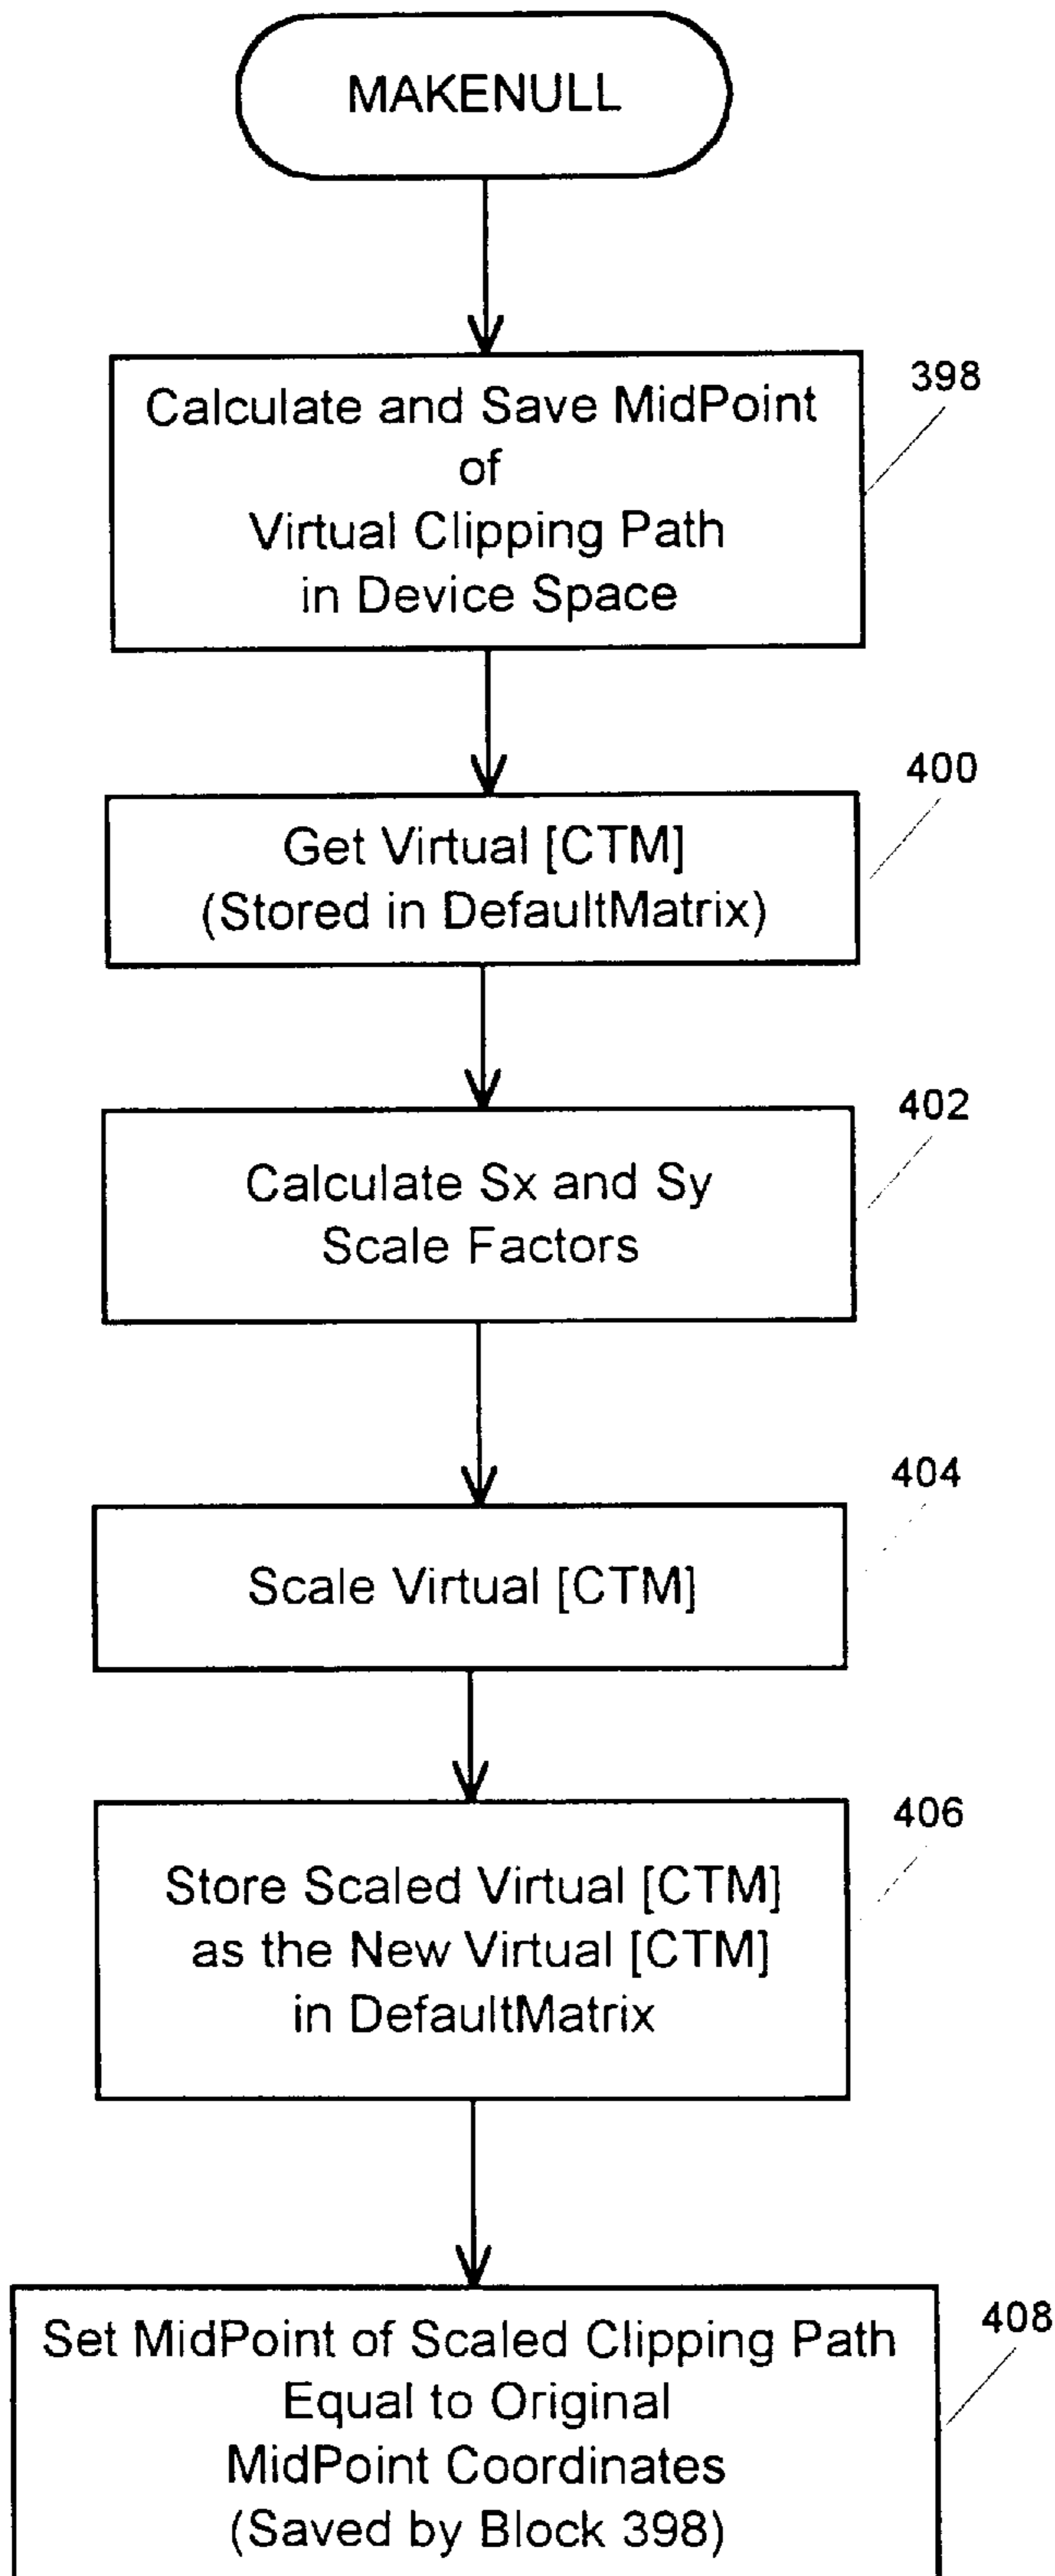 MAKENULL
398
Calculate and Save MidPoint
of
Virtual Clipping Path
in Device Space
400
Get Virtual [CTM]
(Stored in DefaultMatrix)
402
Calculate Sx and Sy
Scale Factors
404
Scale Virtual [CTM]
406
Store Scaled Virtual [CTM]
as the New Virtual [CTM]
in DefaultMatrix
408
Set MidPoint of Scaled Clipping Path
Equal to Original
MidPoint Coordinates
(Saved by Block 398)